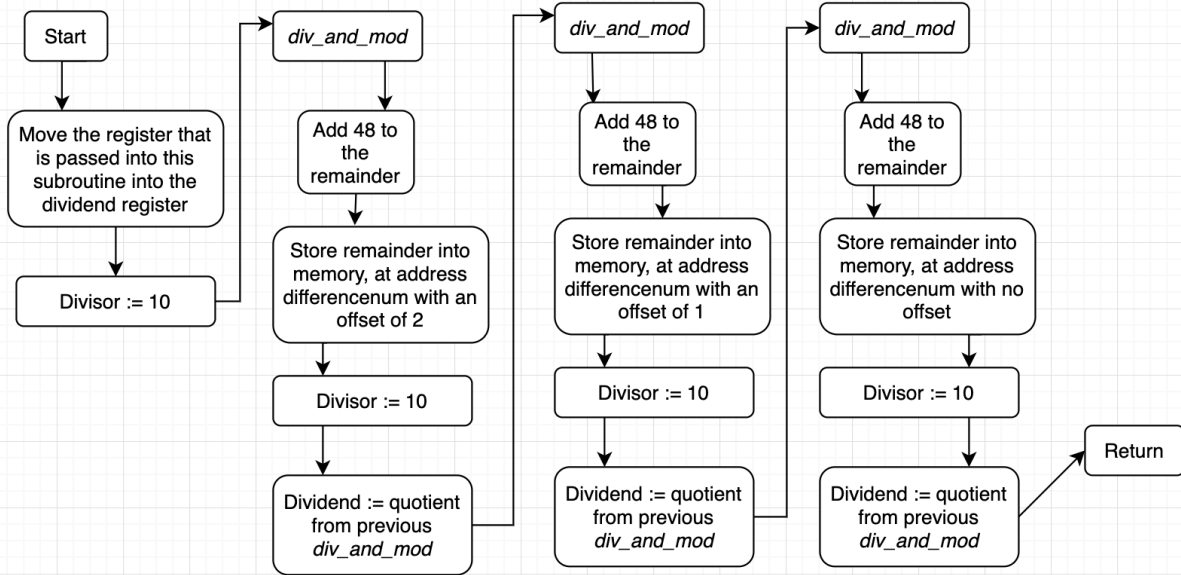 Start
Move the register that
is passed into this
subroutine into the
dividend register
Divisor := 10
div_and_mod
Add 48 to
the
remainder
Store remainder into
memory, at address
differencenum with an
offset of 2
Divisor := 10
Dividend := quotient
from previous
div_and_mod
div_and_mod
Add 48 to
the
remainder
Store remainder into
memory, at address
differencenum with an
offset of 1
Divisor := 10
Dividend := quotient
from previous
div_and_mod
div_and_mod
Add 48 to
the
remainder
Store remainder into
memory, at address
differencenum with no
offset
Divisor := 10
Dividend := quotient
from previous
div_and_mod
Return